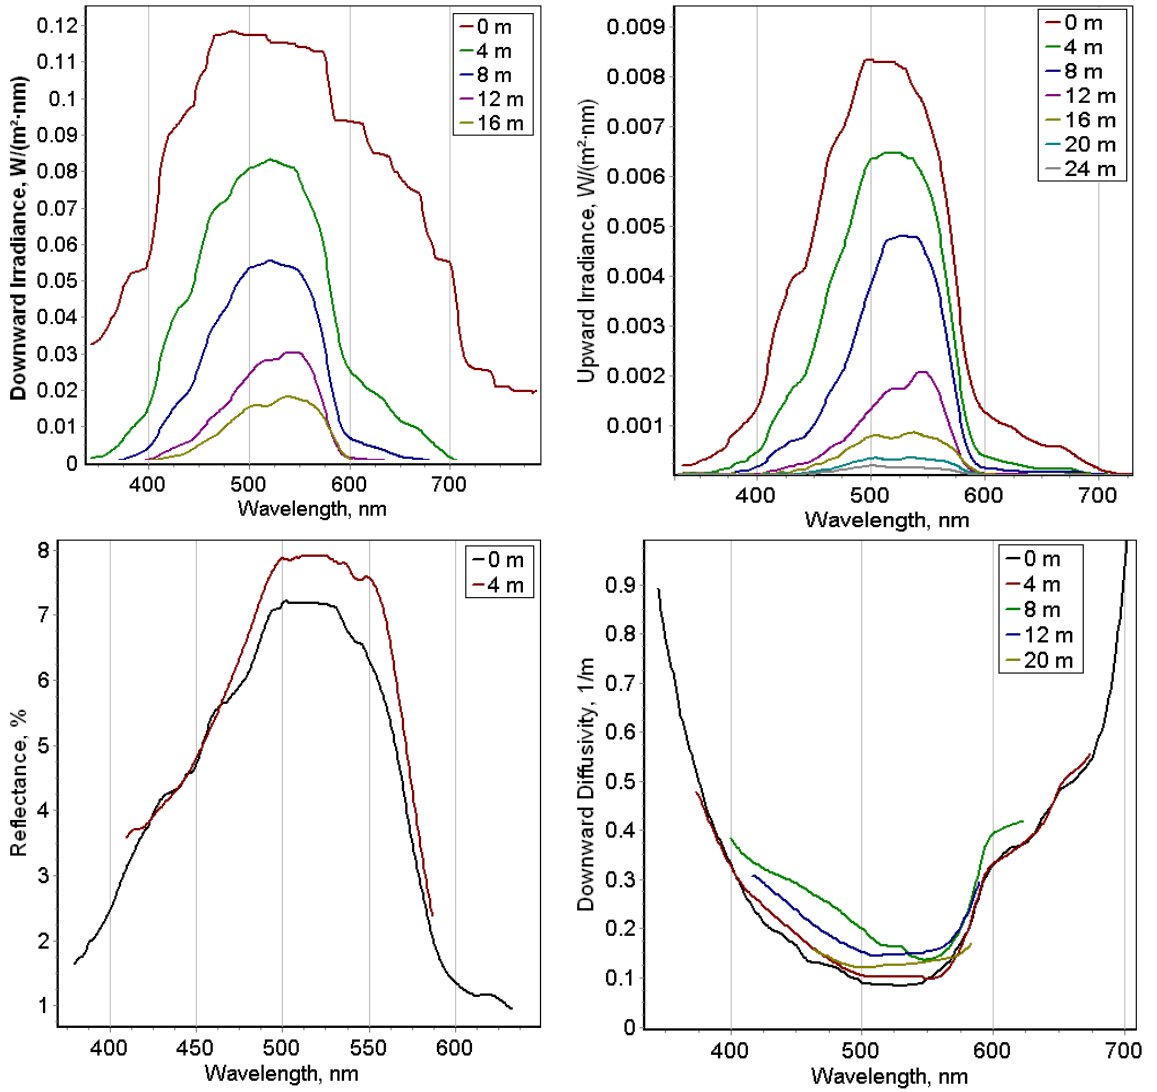 Downward Irradiance, W/(m²·nm)
0.12
0.11
0.1
0.09
0.08
0.07
0.06
0.05
0.04
0.03
0.02
0.01
0
0 m
4 m
8 m
12 m
16 m
400 500 600 700
Wavelength, nm
Upward Irradiance, W/(m²·nm)
0.009
0.008
0.007
0.006
0.005
0.004
0.003
0.002
0.001
0 m
4 m
8 m
12 m
16 m
20 m
24 m
400 500 600 700
Wavelength, nm
Reflectance, %
8
7
6
5
4
3
2
1
0 m
4 m
400 450 500 550 600
Wavelength, nm
Downward Diffusivity, 1/m
0.9
0.8
0.7
0.6
0.5
0.4
0.3
0.2
0.1
0
0 m
4 m
8 m
12 m
20 m
400 500 600 700
Wavelength, nm